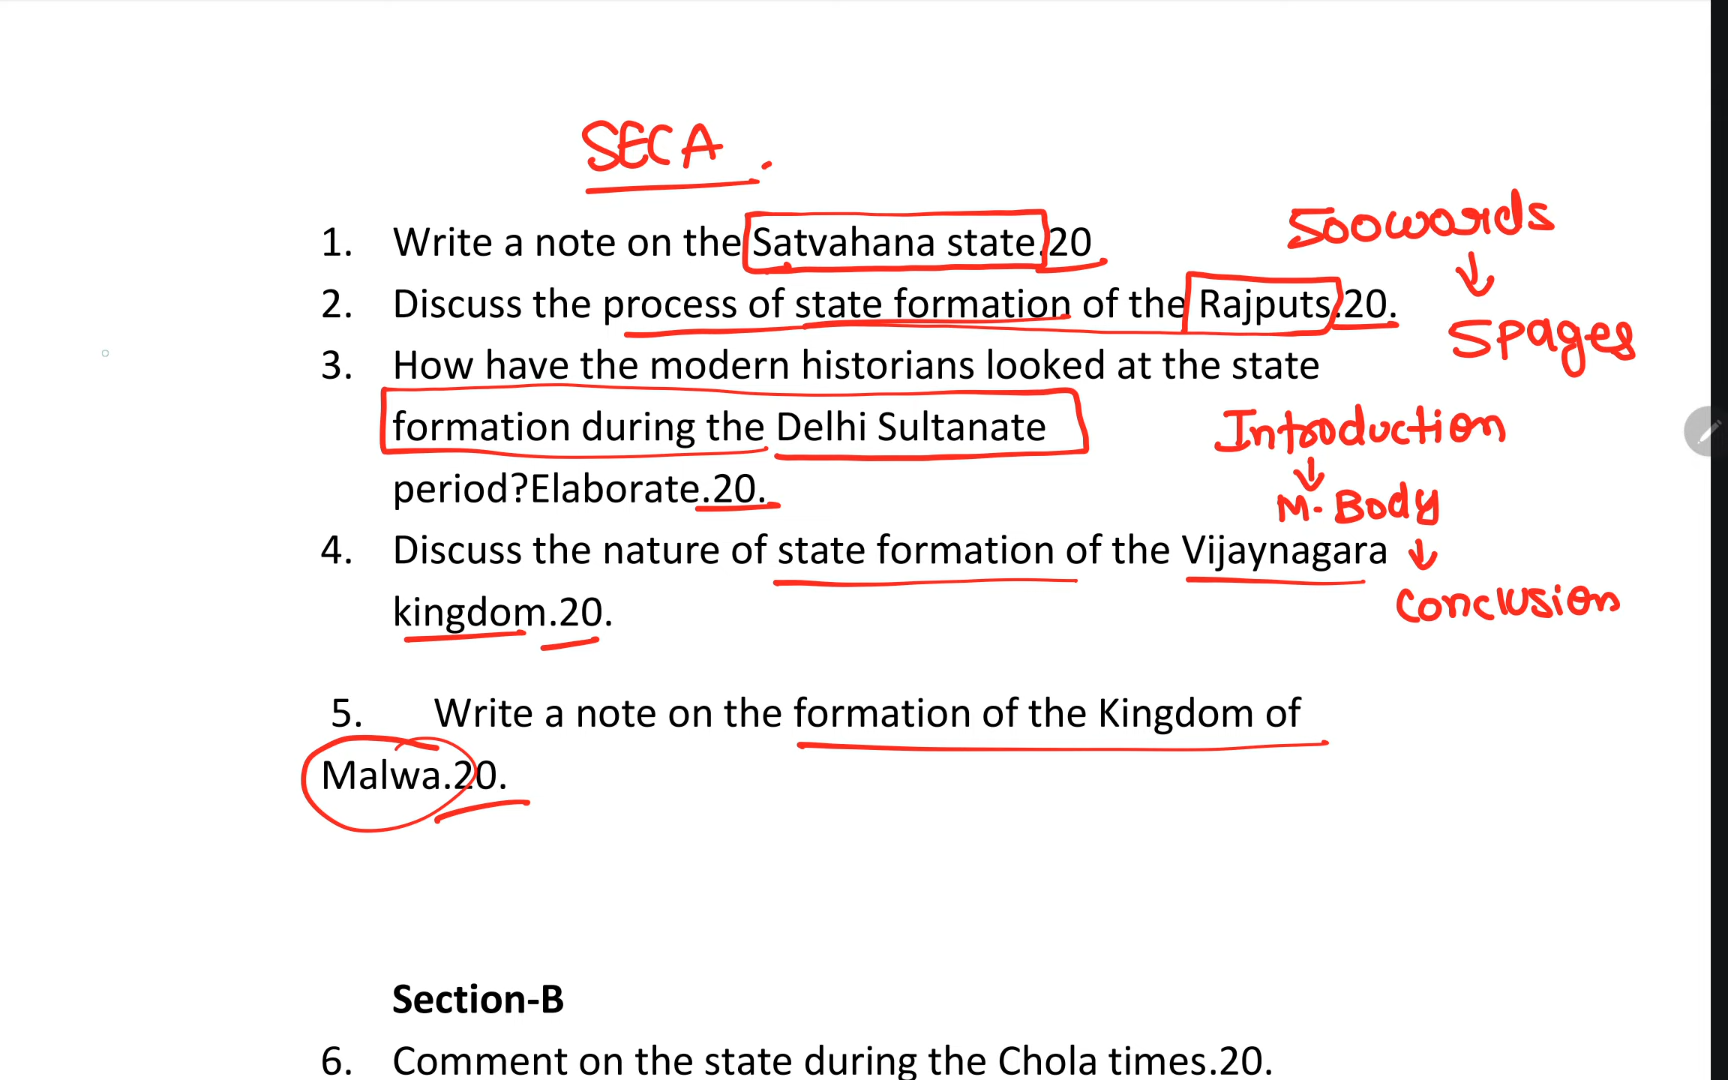 SECA.
1. Write a note on the Satvahana state.20
500words
2. Discuss the process of state formation of the Rajputs.20.
5pages
3. How have the modern historians looked at the state
formation during the Delhi Sultanate
Introduction
period?Elaborate.20.
M. Body
4. Discuss the nature of state formation of the Vijaynagara
kingdom.20.
Conclusion
5. Write a note on the formation of the Kingdom of
Malwa.20.
Section-B
6. Comment on the state during the Chola times.20.